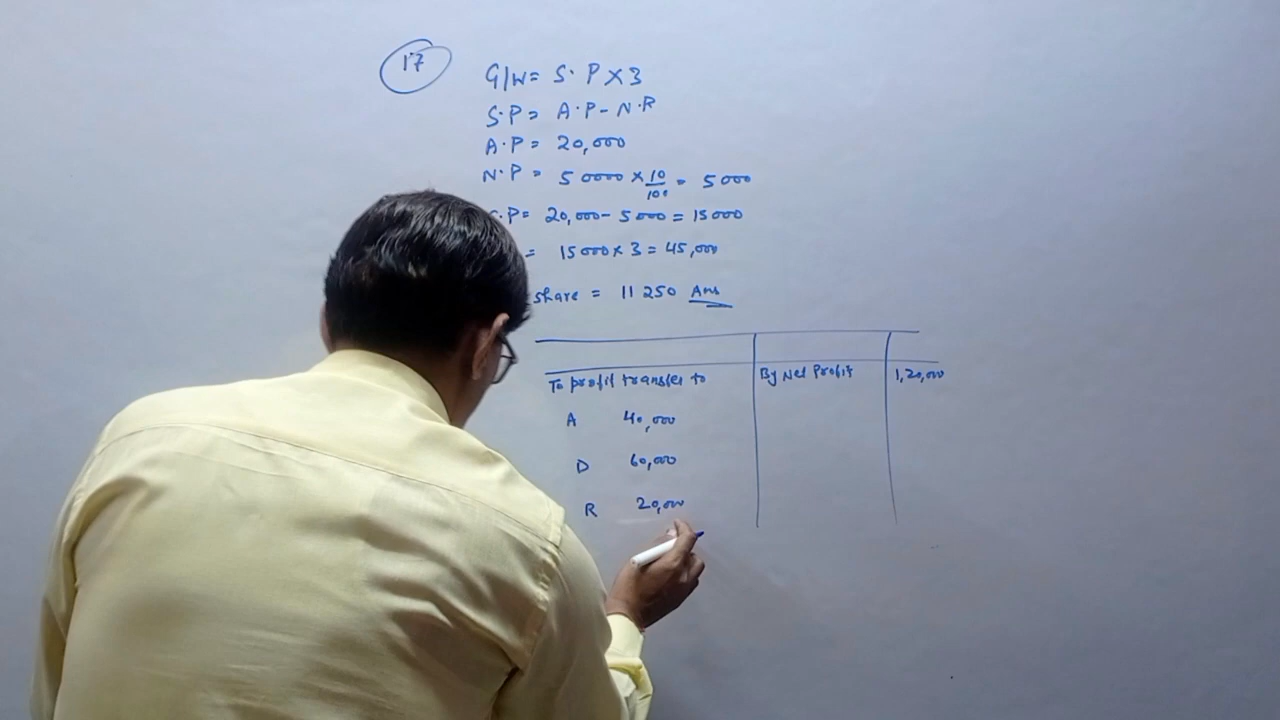 17
G/W = S.P × 3
S.P = A.P - N.R
A.P = 20,000
N.P = 50000 × 10/100 = 5000
.P = 20,000 - 5000 = 15000
= 15000 × 3 = 45,000
share = 11250 Ans
To profit transfer to By Net Profit 1,20,000
A 40,000
D 60,000
R 20,000